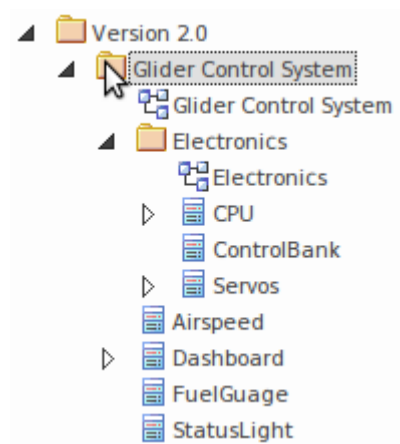 Version 2.0
Glider Control System
Glider Control System
Electronics
Electronics
CPU
ControlBank
Servos
Airspeed
Dashboard
FuelGuage
StatusLight